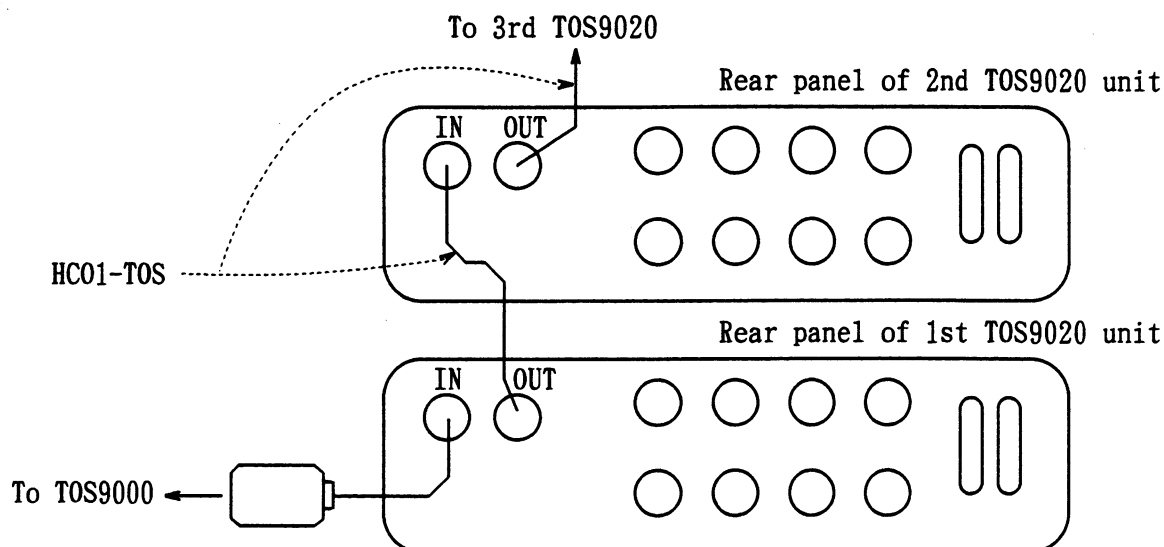 To 3rd TOS9020
Rear panel of 2nd TOS9020 unit
IN OUT
HC01-TOS
Rear panel of 1st TOS9020 unit
IN OUT
To TOS9000